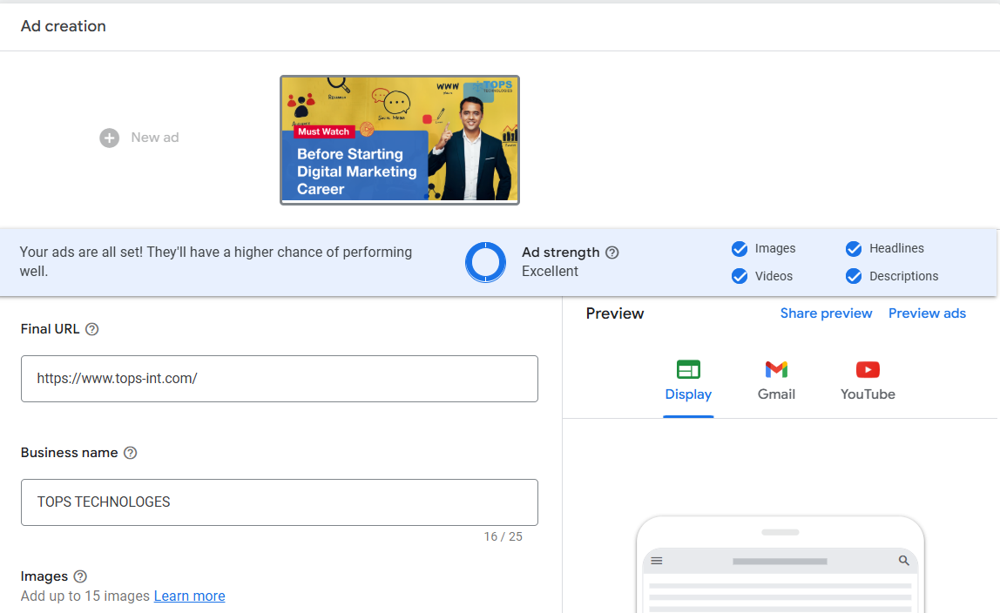 Ad creation
New ad
RESEARCH
WWW
TOPS
TECHNOLOGIES
SOCIAL MEDIA
Must Watch
Before Starting
Digital Marketing
Career
Your ads are all set! They'll have a higher chance of performing
well.
Ad strength
Excellent
Images
Headlines
Videos
Descriptions
Final URL
https://www.tops-int.com/
Business name
TOPS TECHNOLOGES
16 / 25
Images
Add up to 15 images Learn more
Preview
Share preview
Preview ads
Display
Gmail
YouTube